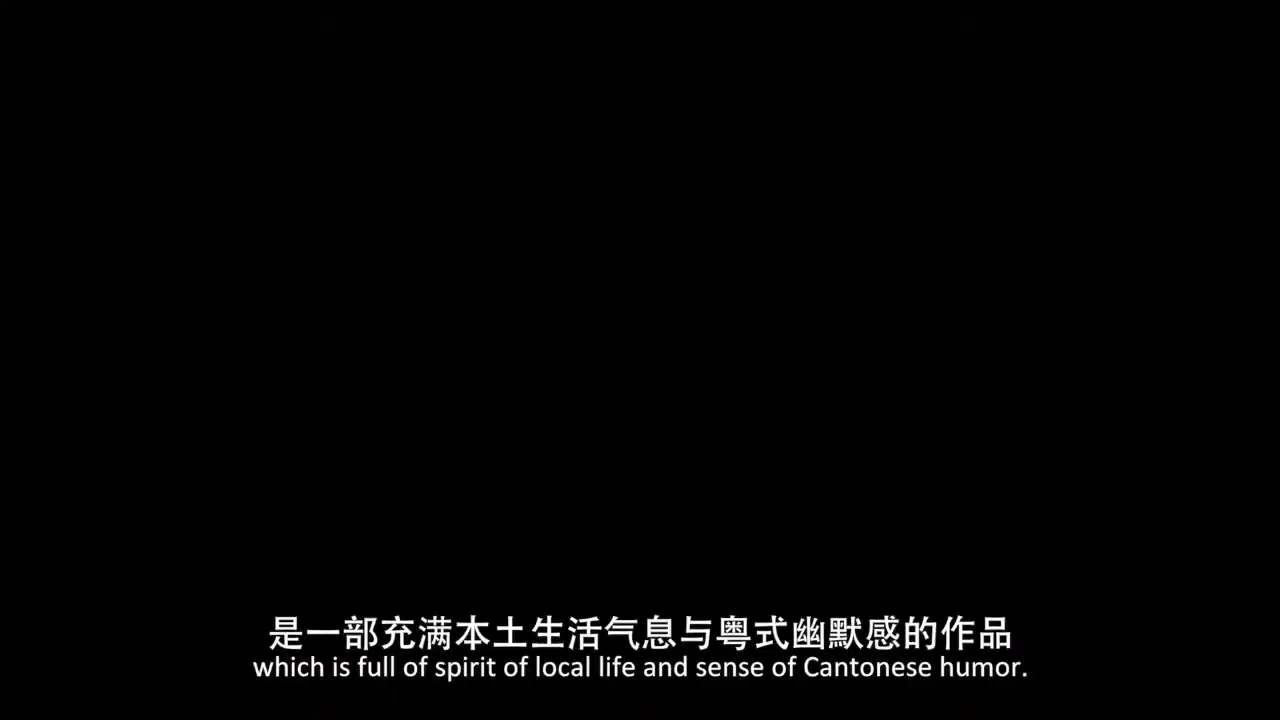 是一部充满本土生活气息与粤式幽默感的作品
which is full of spirit of local life and sense of Cantonese humor.